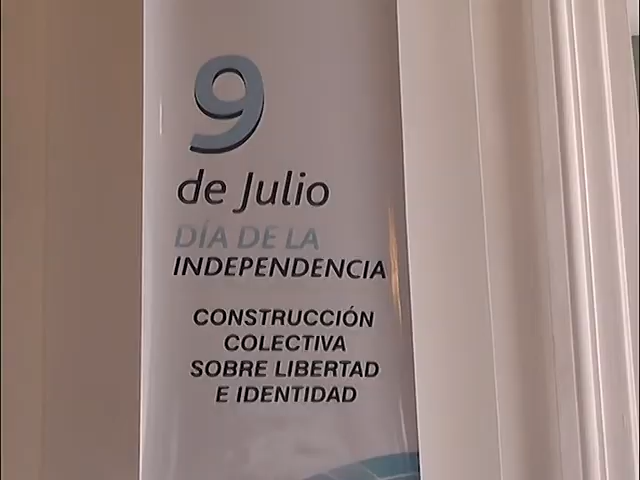 9
de Julio
DÍA DE LA
INDEPENDENCIA
CONSTRUCCIÓN
COLECTIVA
SOBRE LIBERTAD
E IDENTIDAD